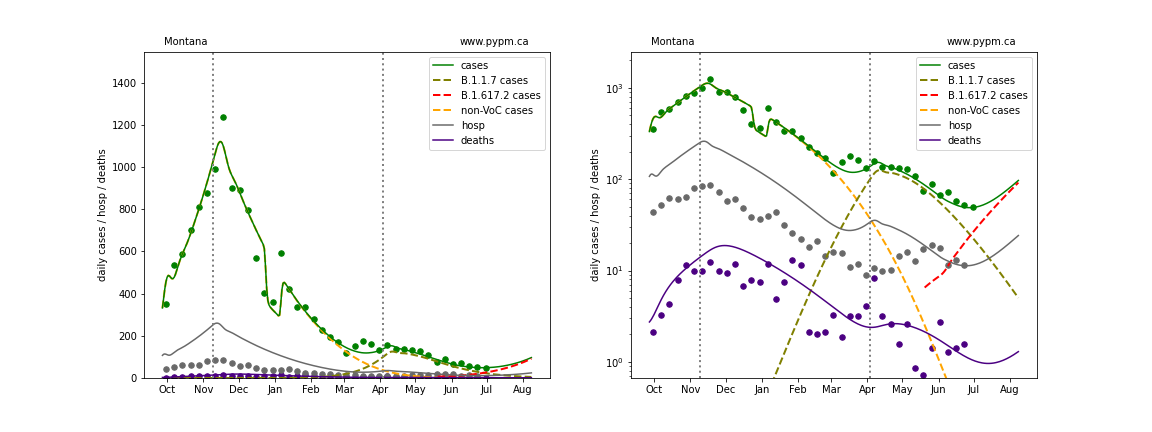 Montana www.pypm.ca
daily cases / hosp / deaths
1400
1200
1000
800
600
400
200
0
Oct Nov Dec Jan Feb Mar Apr May Jun Jul Aug
cases
B.1.1.7 cases
B.1.617.2 cases
non-VoC cases
hosp
deaths
Montana www.pypm.ca
daily cases / hosp / deaths
10³
10²
10¹
10⁰
Oct Nov Dec Jan Feb Mar Apr May Jun Jul Aug
cases
B.1.1.7 cases
B.1.617.2 cases
non-VoC cases
hosp
deaths